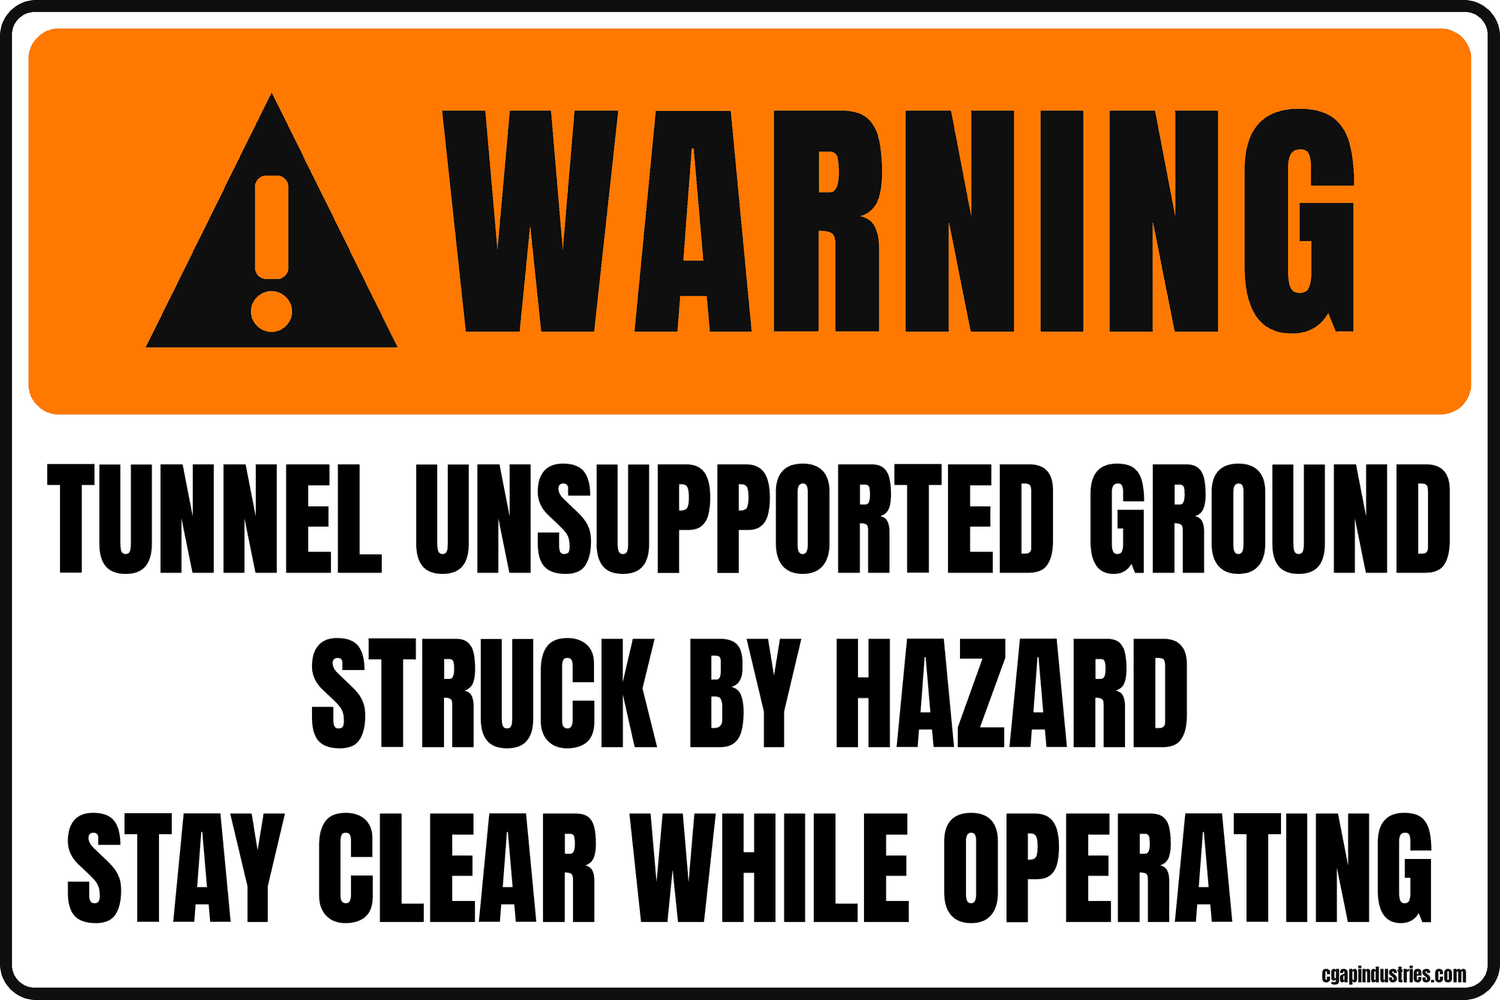 WARNING
TUNNEL UNSUPPORTED GROUND
STRUCK BY HAZARD
STAY CLEAR WHILE OPERATING
cgapindustries.com